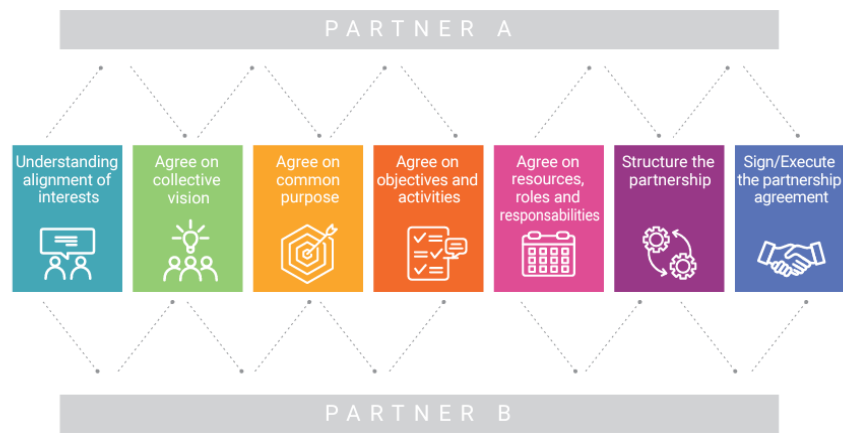 PARTNER A
Understanding
alignment of
interests
Agree on
collective
vision
Agree on
common
purpose
Agree on
objectives and
activities
Agree on
resources,
roles and
responsabilities
Structure the
partnership
Sign/Execute
the partnership
agreement
PARTNER B